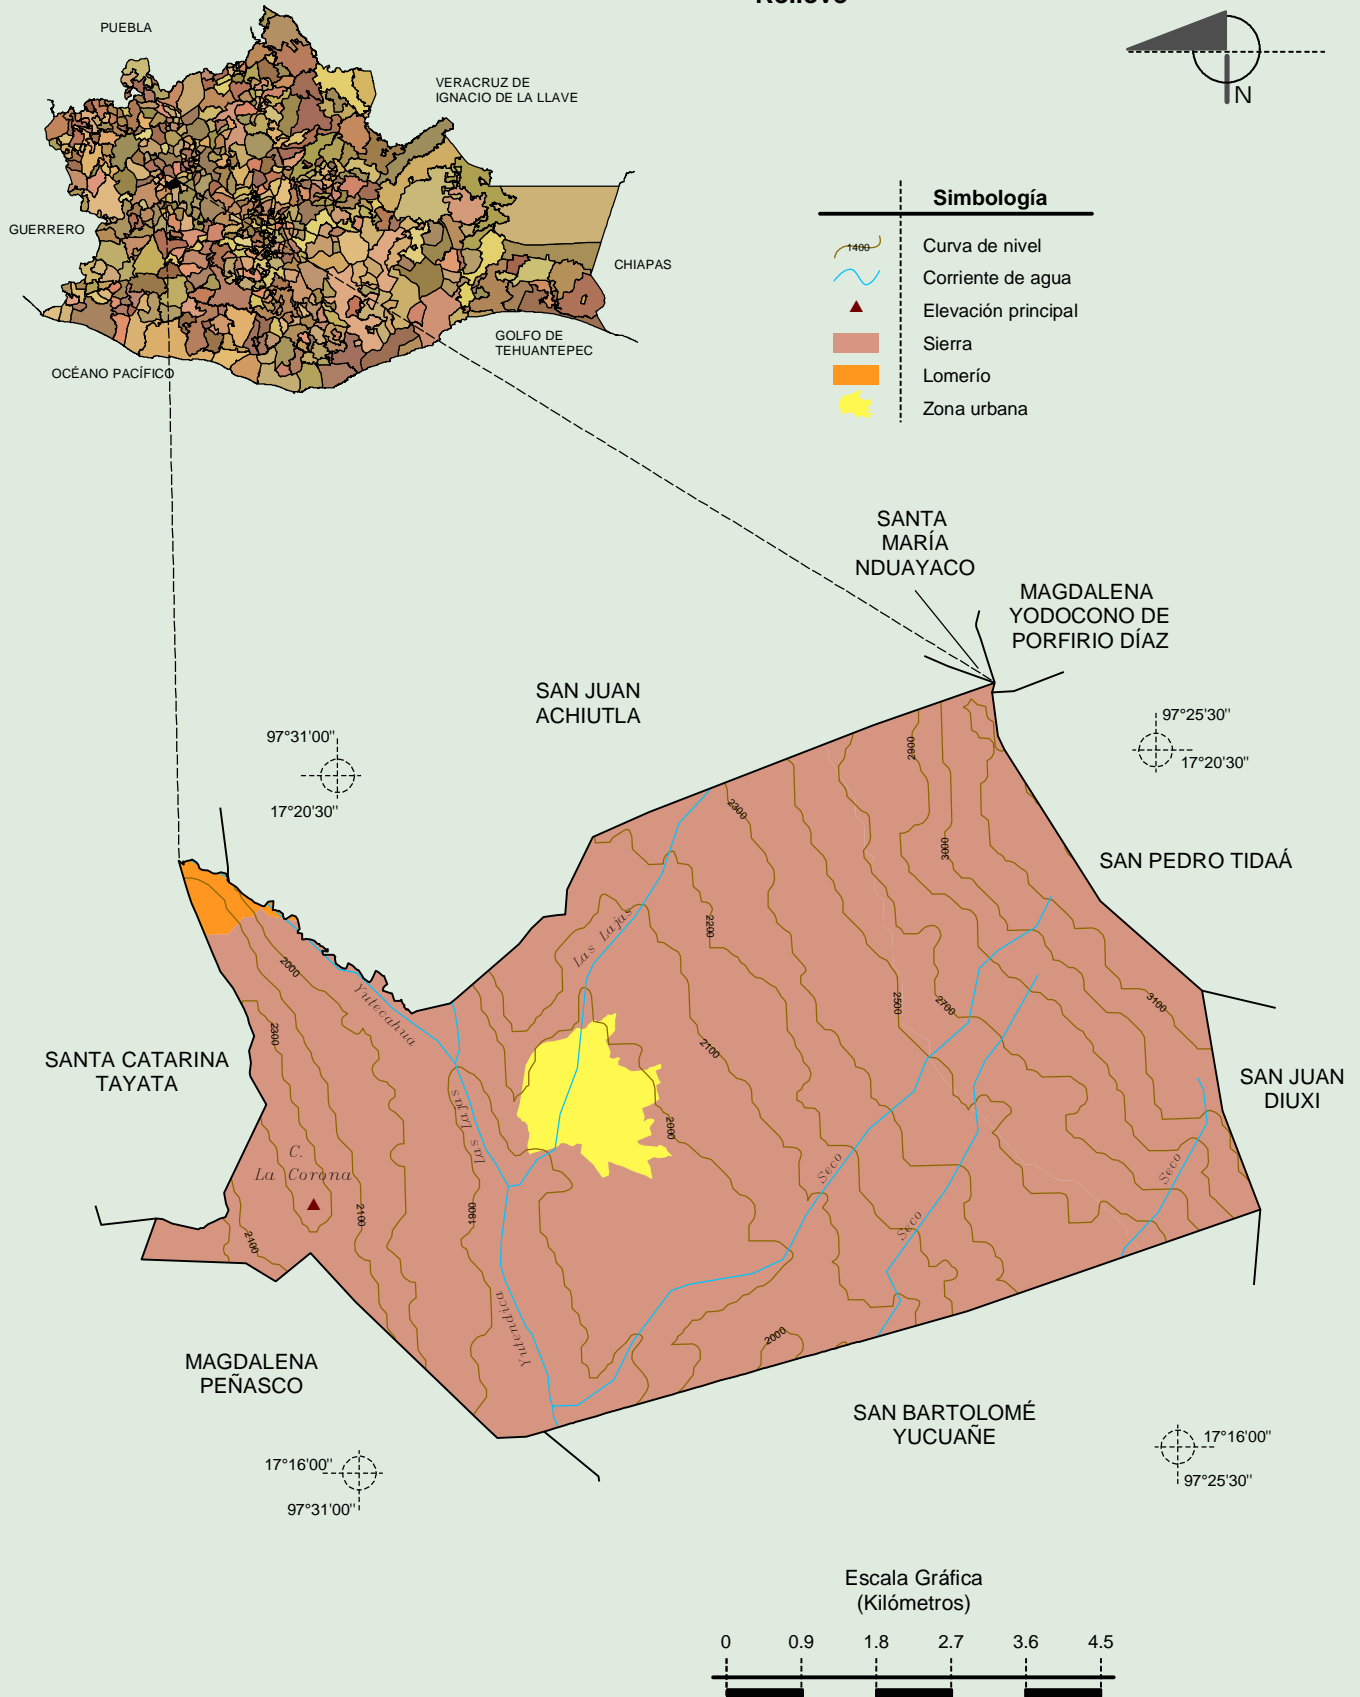 Relieve
PUEBLA
VERACRUZ DE
IGNACIO DE LA LLAVE
GUERRERO
CHIAPAS
GOLFO DE
TEHUANTEPEC
OCÉANO PACÍFICO
N
Simbología
1400
Curva de nivel
Corriente de agua
Elevación principal
Sierra
Lomerío
Zona urbana
SANTA
MARÍA
NDUAYACO
MAGDALENA
YODOCONO DE
PORFIRIO DÍAZ
SAN JUAN
ACHIUTLA
97°31'00"
17°20'30"
97°25'30"
17°20'30"
SAN PEDRO TIDAÁ
SANTA CATARINA
TAYATA
SAN JUAN
DIUXI
MAGDALENA
PEÑASCO
SAN BARTOLOMÉ
YUCUAÑE
2900
2300
3000
2200
Las Lajas
2000
Yutecahua
2300
2500
2700
3100
2100
2000
Las Lajas
C.
La Corona
2100
1800
2400
Seco
Seco
Seco
Yutendica
2000
17°16'00"
97°31'00"
17°16'00"
97°25'30"
Escala Gráfica
(Kilómetros)
0 0.9 1.8 2.7 3.6 4.5